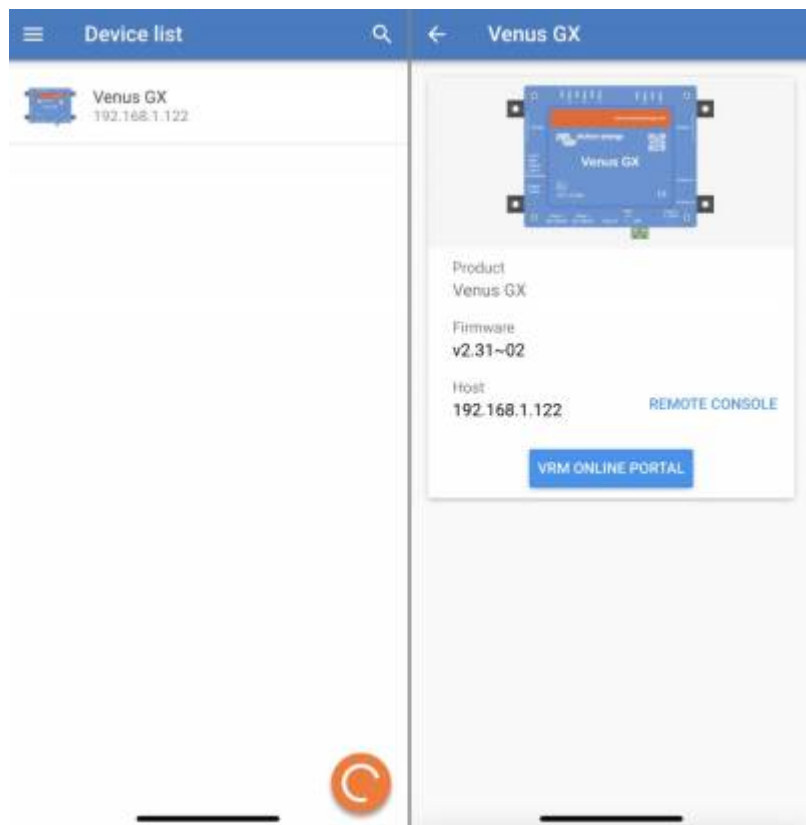 Device list
Venus GX
192.168.1.122
Venus GX
Venus GX
Product
Venus GX
Firmware
v2.31~02
Host
192.168.1.122
REMOTE CONSOLE
VRM ONLINE PORTAL